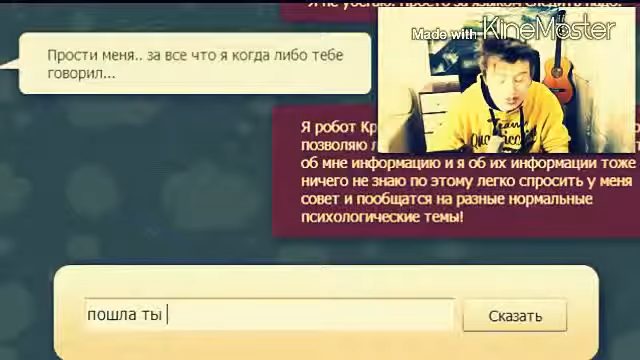 Made with KineMaster
Прости меня.. за все что я когда либо тебе
говорил...
Я робот
позволяю
об мне информацию и я об их информации тоже
ничего не знаю по этому легко спросить у меня
совет и пообщатся на разные нормальные
психологические темы!
пошла ты
Сказать